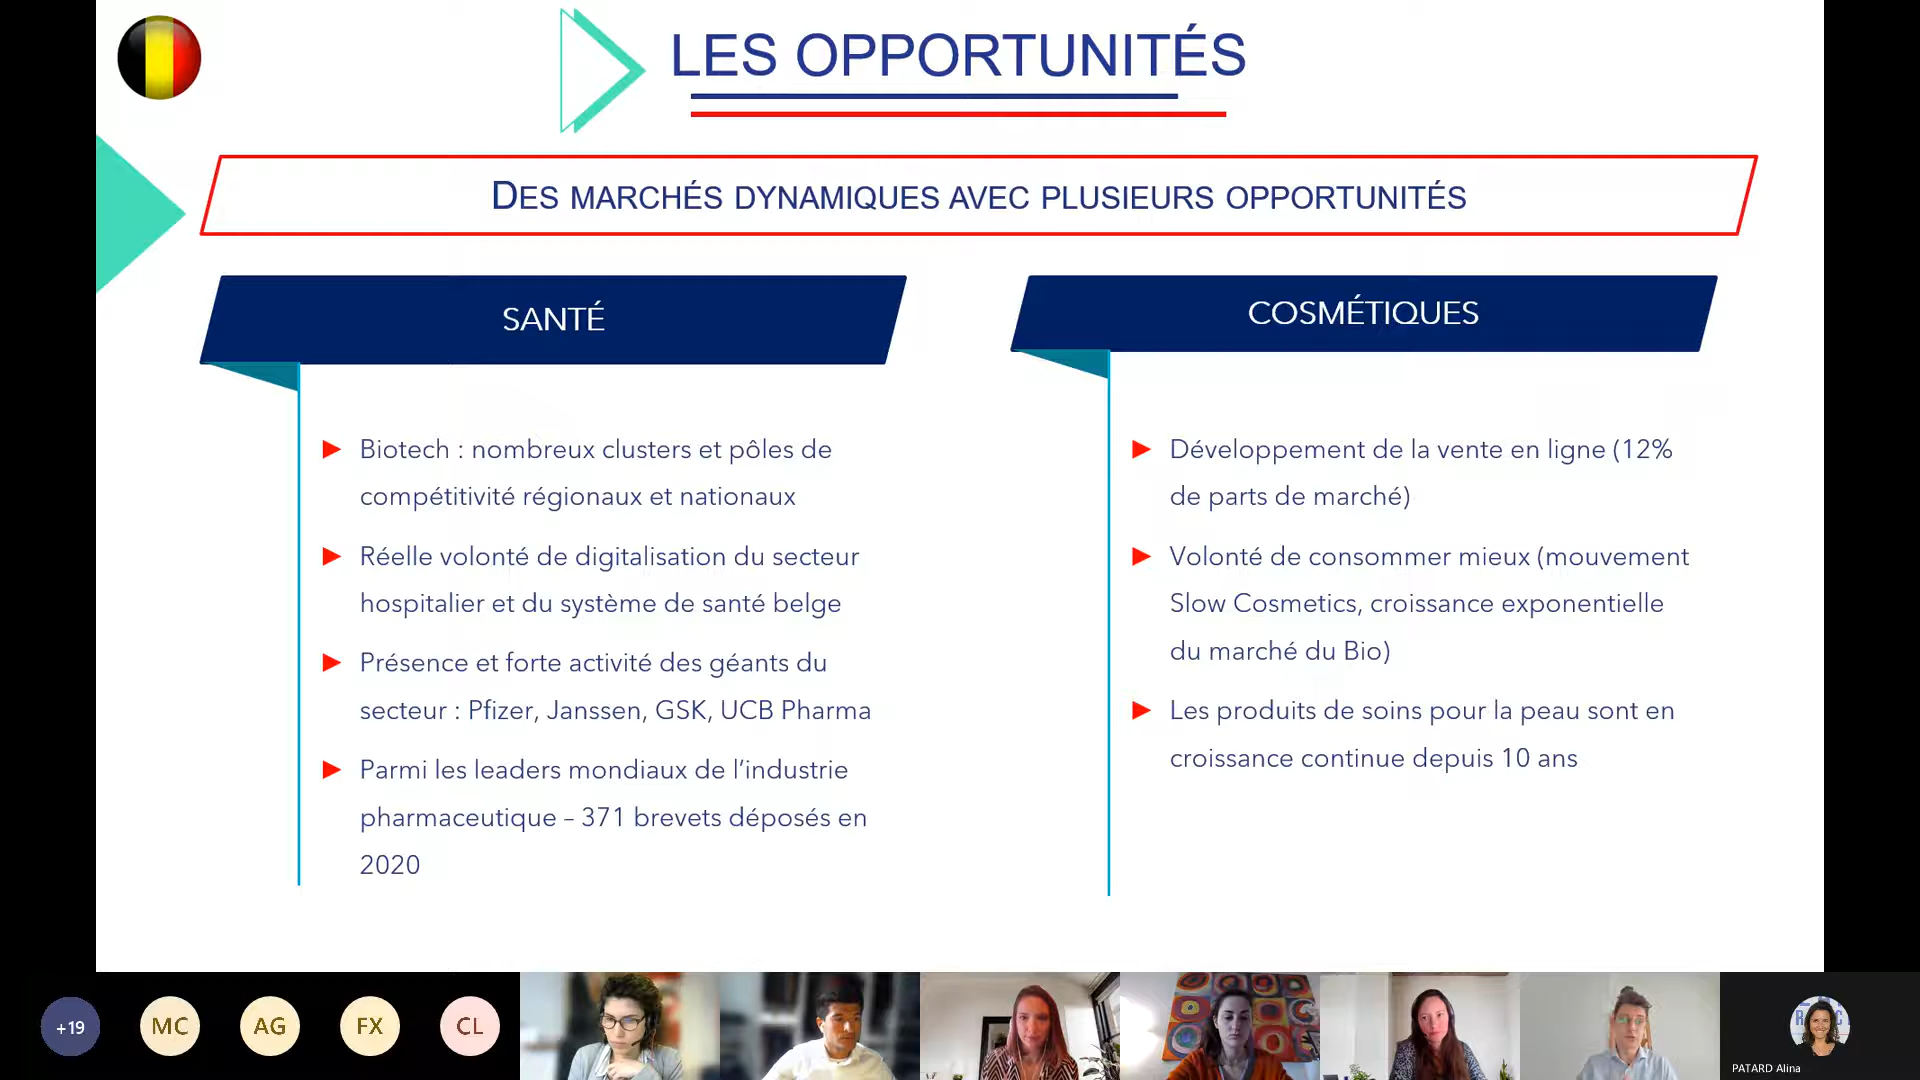 LES OPPORTUNITÉS
DES MARCHÉS DYNAMIQUES AVEC PLUSIEURS OPPORTUNITÉS
SANTÉ
Biotech : nombreux clusters et pôles de
compétitivité régionaux et nationaux
Réelle volonté de digitalisation du secteur
hospitalier et du système de santé belge
Présence et forte activité des géants du
secteur : Pfizer, Janssen, GSK, UCB Pharma
Parmi les leaders mondiaux de l’industrie
pharmaceutique – 371 brevets déposés en
2020
COSMÉTIQUES
Développement de la vente en ligne (12%
de parts de marché)
Volonté de consommer mieux (mouvement
Slow Cosmetics, croissance exponentielle
du marché du Bio)
Les produits de soins pour la peau sont en
croissance continue depuis 10 ans
+19
MC
AG
FX
CL
PATARD Alina